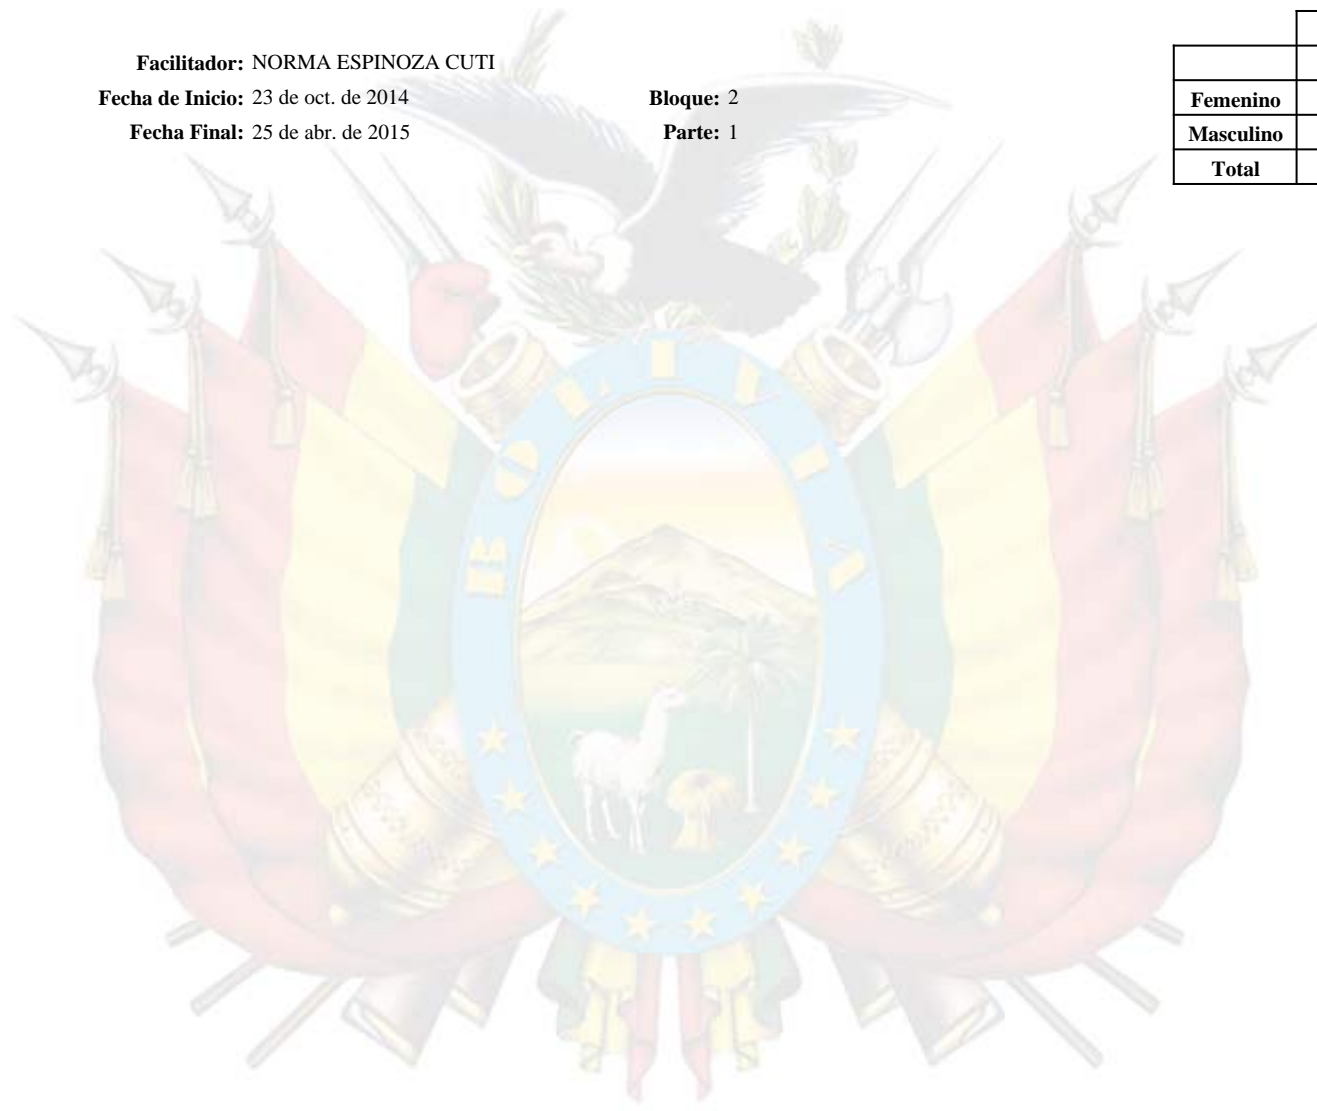 Facilitador: NORMA ESPINOZA CUTI
Fecha de Inicio: 23 de oct. de 2014 Bloque: 2
Fecha Final: 25 de abr. de 2015 Parte: 1
Femenino
Masculino
Total
BOLIVIA